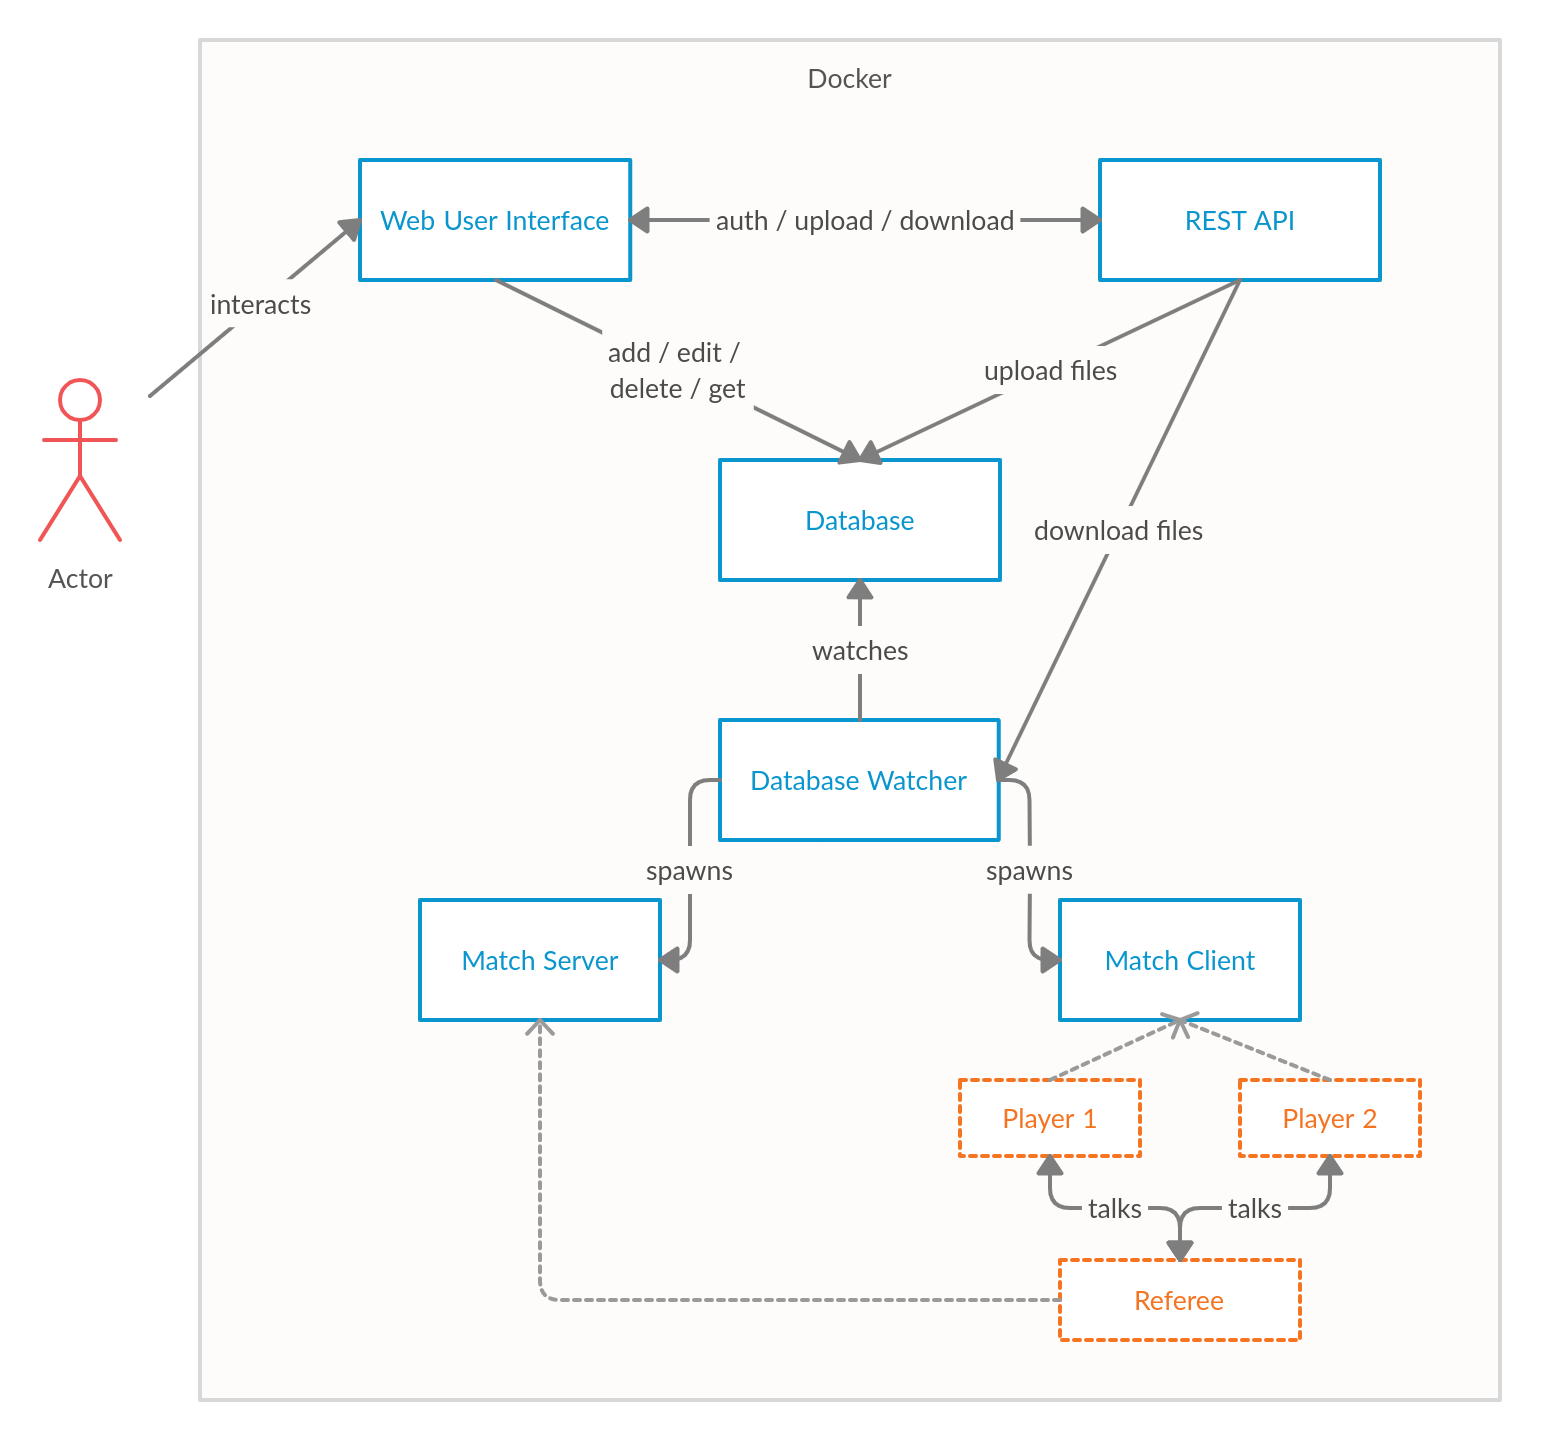 Docker
Web User Interface
auth / upload / download
REST API
interacts
add / edit /
delete / get
upload files
Database
download files
Actor
watches
Database Watcher
spawns
spawns
Match Server
Match Client
Player 1
Player 2
talks
talks
Referee